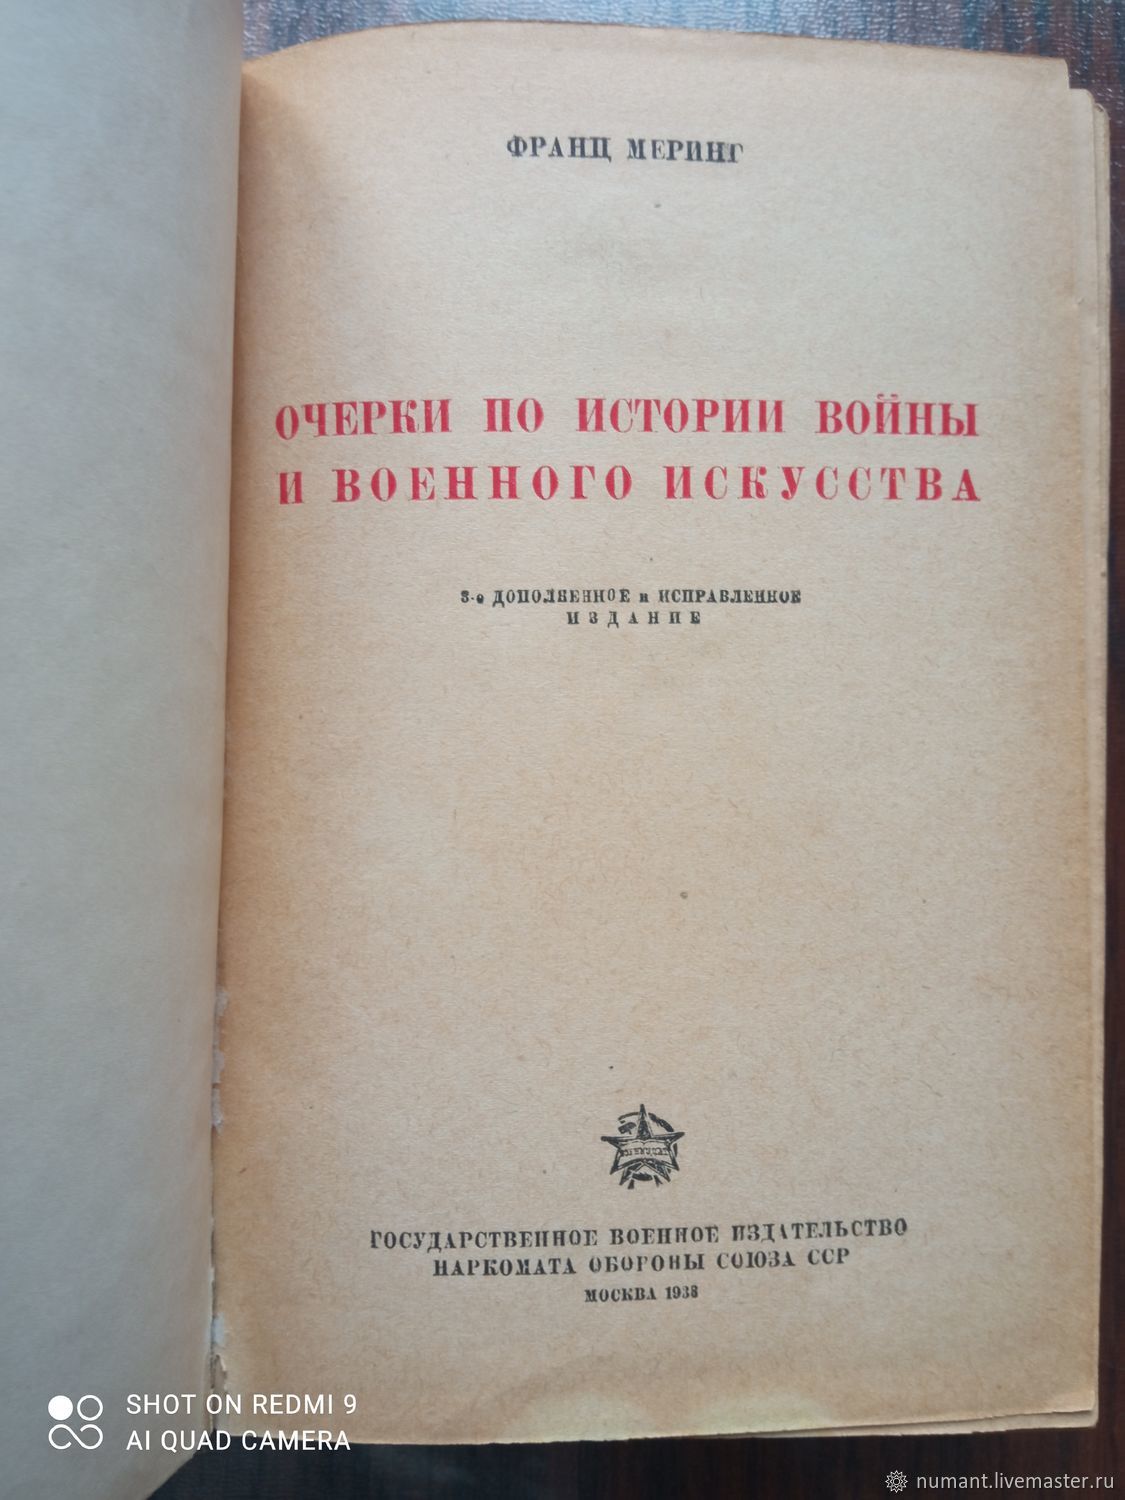 ФРАНЦ МЕРИНГ
ОЧЕРКИ ПО ИСТОРИИ ВОЙНЫ
И ВОЕННОГО ИСКУССТВА
3-е ДОПОЛНЕННОЕ и ИСПРАВЛЕННОЕ
ИЗДАНИЕ
ГОСУДАРСТВЕННОЕ ВОЕННОЕ ИЗДАТЕЛЬСТВО
НАРКОМАТА ОБОРОНЫ СОЮЗА ССР
МОСКВА 1938
SHOT ON REDMI 9
AI QUAD CAMERA
numant.livemaster.ru